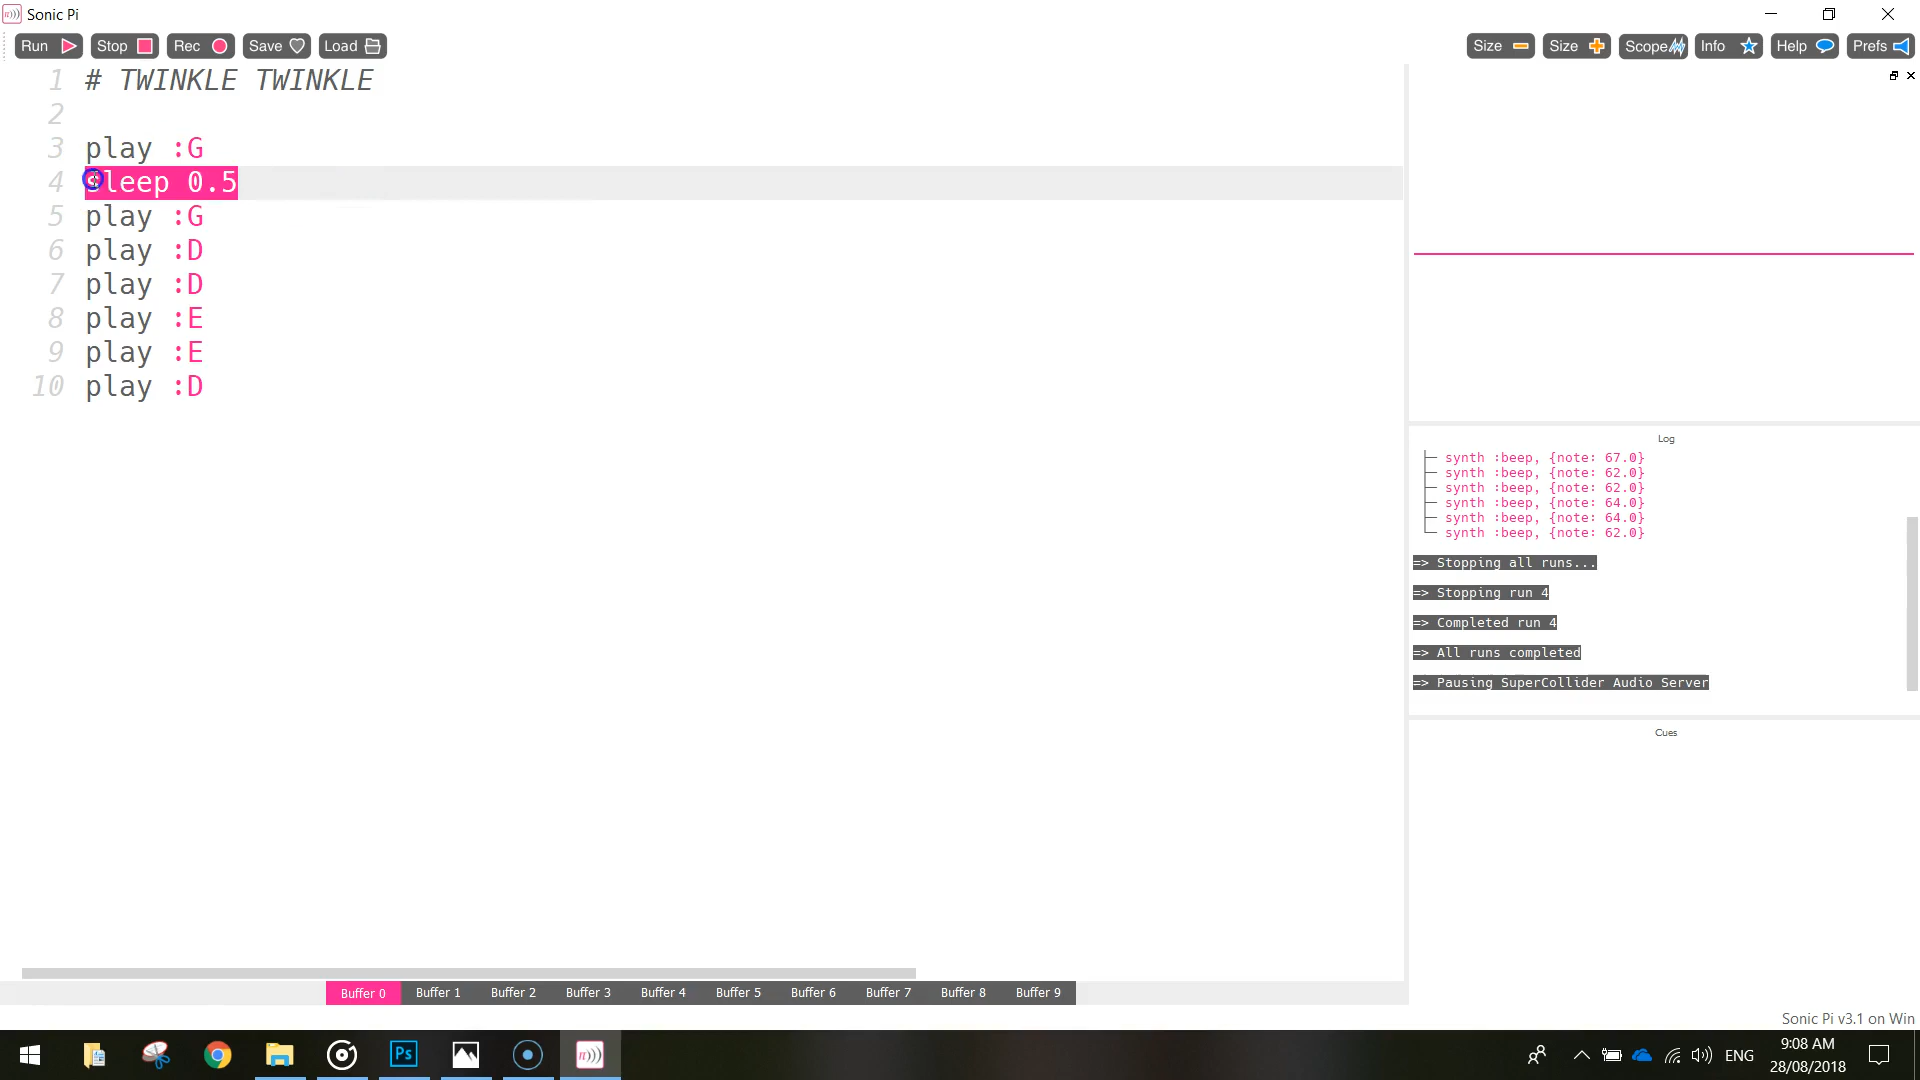 Sonic Pi
Run Stop Rec Save Load Size Size Scope Info Help Prefs
1 # TWINKLE TWINKLE
2
3 play :G
4 sleep 0.5
5 play :G
6 play :D
7 play :D
8 play :E
9 play :E
10 play :D
Log
synth :beep, {note: 67.0}
synth :beep, {note: 62.0}
synth :beep, {note: 62.0}
synth :beep, {note: 64.0}
synth :beep, {note: 64.0}
synth :beep, {note: 62.0}
=> Stopping all runs...
=> Stopping run 4
=> Completed run 4
=> All runs completed
=> Pausing SuperCollider Audio Server
Cues
Buffer 0 Buffer 1 Buffer 2 Buffer 3 Buffer 4 Buffer 5 Buffer 6 Buffer 7 Buffer 8 Buffer 9
Sonic Pi v3.1 on Win
Ps
ENG
9:08 AM
28/08/2018